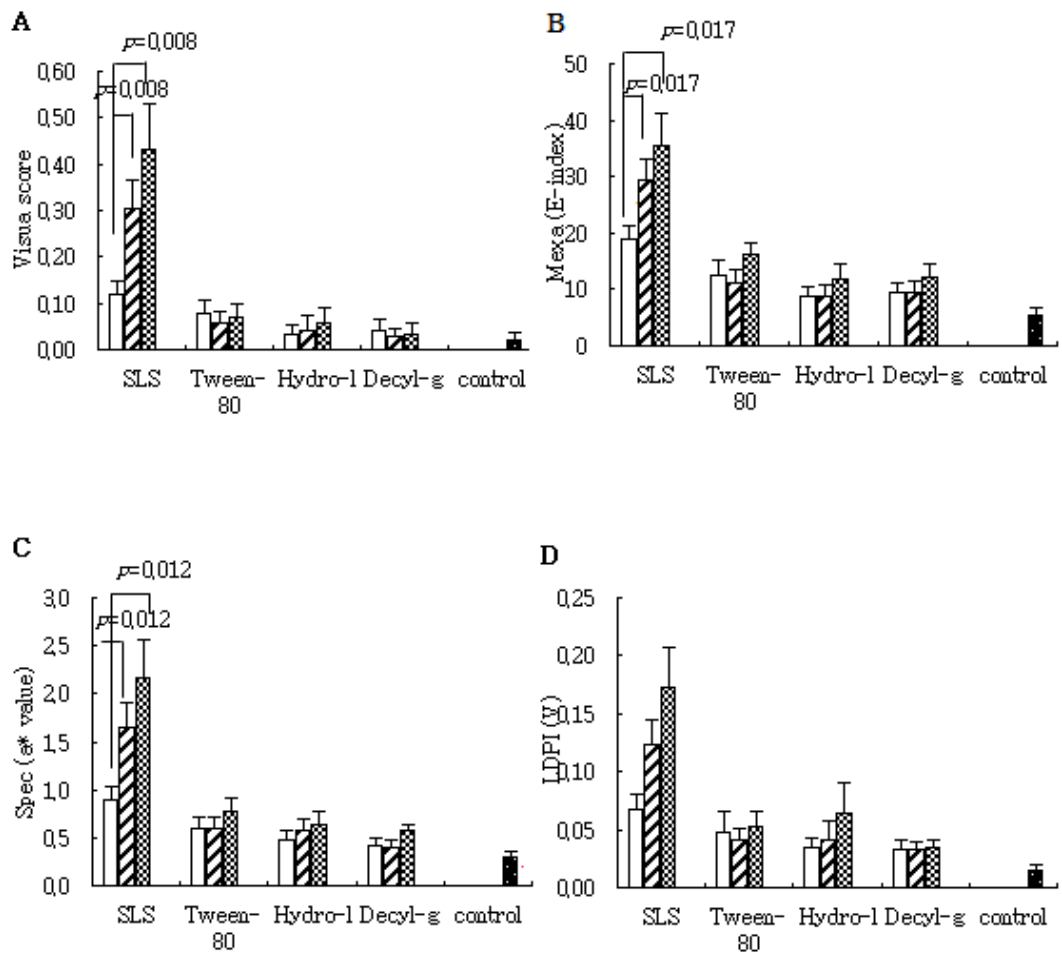 A
p=0,008
p=0,008
Visua score
0,60
0,50
0,40
0,30
0,20
0,10
0,00
SLS Tween-80 Hydro-l Decyl-g control
B
p=0,017
p=0,017
Mexa (E-index)
50
40
30
20
10
0
SLS Tween-80 Hydro-l Decyl-g control
C
p=0,012
p=0,012
Spec (a* value)
3,0
2,5
2,0
1,5
1,0
0,5
0,0
SLS Tween-80 Hydro-l Decyl-g control
D
LDPI (V)
0,25
0,20
0,15
0,10
0,05
0,00
SLS Tween-80 Hydro-l Decyl-g control